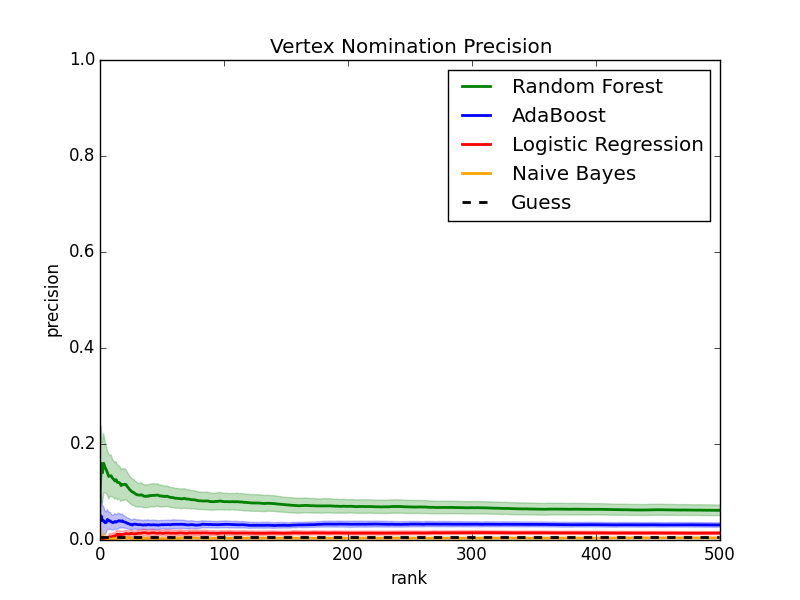 Vertex Nomination Precision
1.0
0.8
0.6
0.4
0.2
0.0
precision
Random Forest
AdaBoost
Logistic Regression
Naive Bayes
Guess
0 100 200 300 400 500
rank